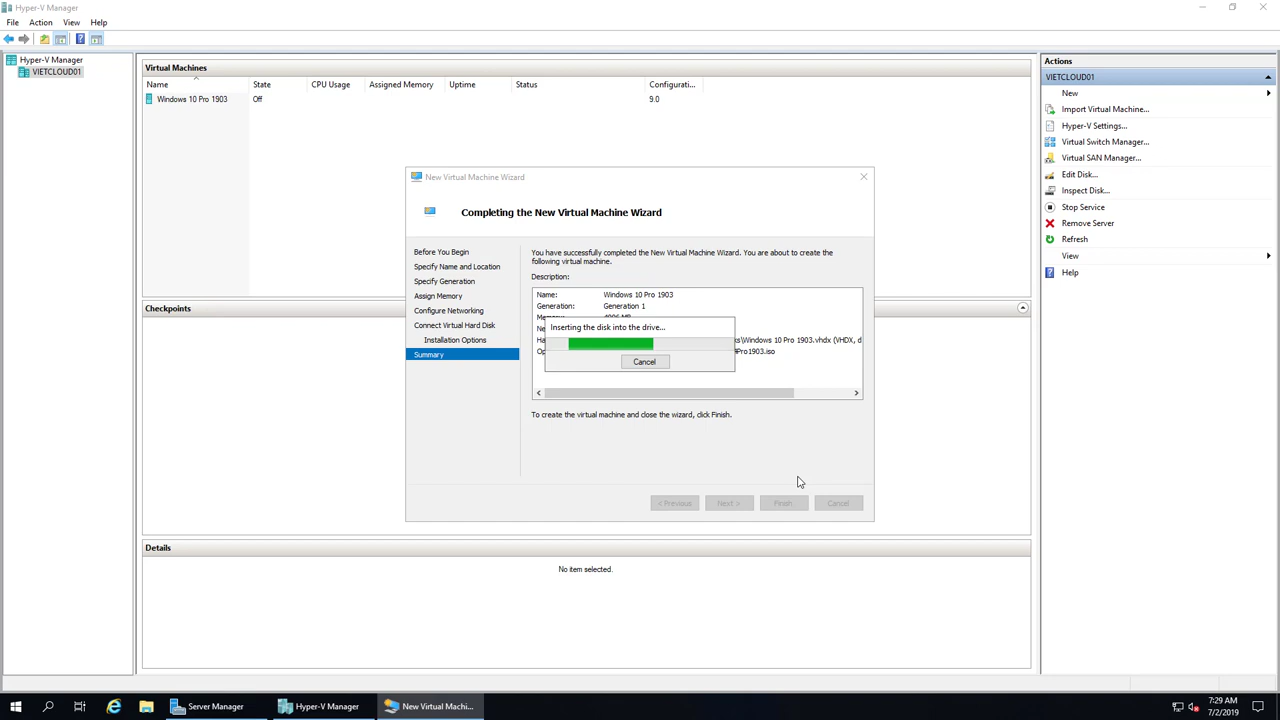 Hyper-V Manager
File Action View Help
Hyper-V Manager
VIETCLOUD01
Virtual Machines
Name State CPU Usage Assigned Memory Uptime Status Configurati...
Windows 10 Pro 1903 Off 9.0
Checkpoints
Details
No item selected.
New Virtual Machine Wizard
Completing the New Virtual Machine Wizard
Before You Begin
Specify Name and Location
Specify Generation
Assign Memory
Configure Networking
Connect Virtual Hard Disk
Installation Options
Summary
You have successfully completed the New Virtual Machine Wizard. You are about to create the
following virtual machine.
Description:
Name: Windows 10 Pro 1903
Generation: Generation 1
Inserting the disk into the drive...
Cancel
\Windows 10 Pro 1903.vhdx (VHDX, d
Pro1903.iso
To create the virtual machine and close the wizard, click Finish.
< Previous Next > Finish Cancel
Actions
VIETCLOUD01
New
Import Virtual Machine...
Hyper-V Settings...
Virtual Switch Manager...
Virtual SAN Manager...
Edit Disk...
Inspect Disk...
Stop Service
Remove Server
Refresh
View
Help
Server Manager Hyper-V Manager New Virtual Machi...
7:29 AM
7/2/2019